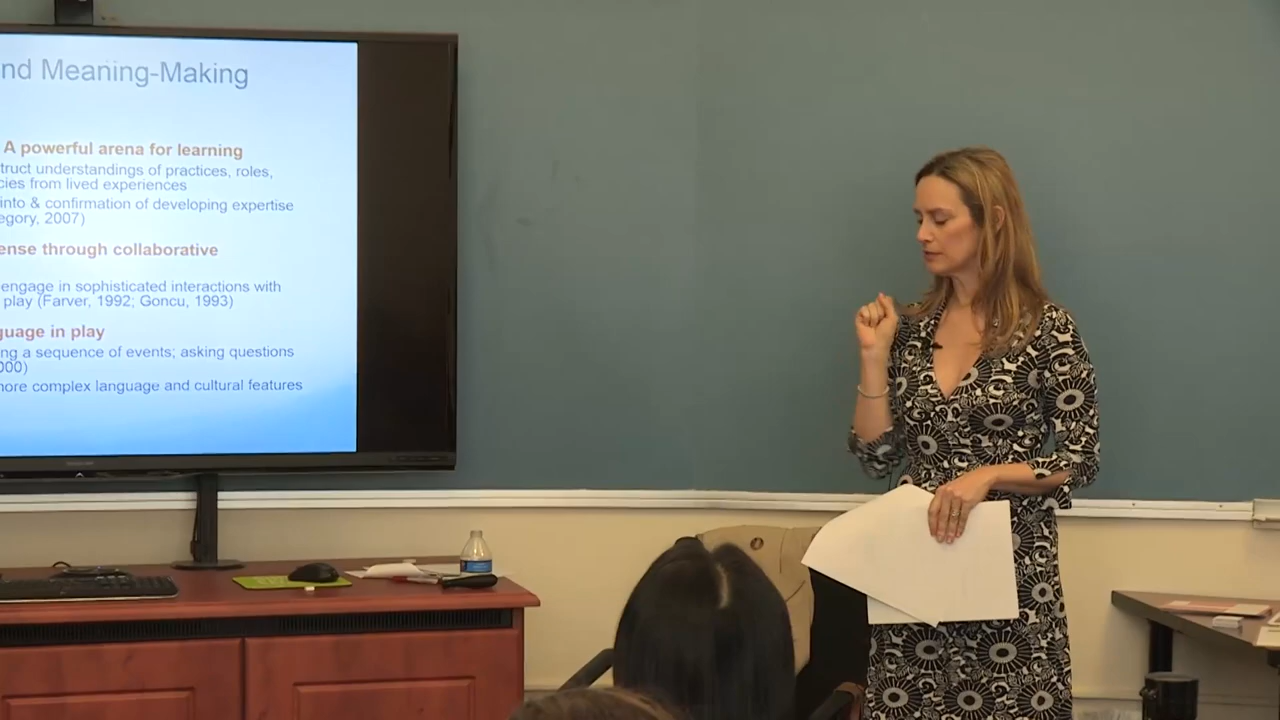 nd Meaning-Making
A powerful arena for learning
truct understandings of practices, roles,
cies from lived experiences
into & confirmation of developing expertise
egory, 2007)
ense through collaborative
engage in sophisticated interactions with
play (Farver, 1992; Goncu, 1993)
guage in play
ng a sequence of events; asking questions
000)
more complex language and cultural features